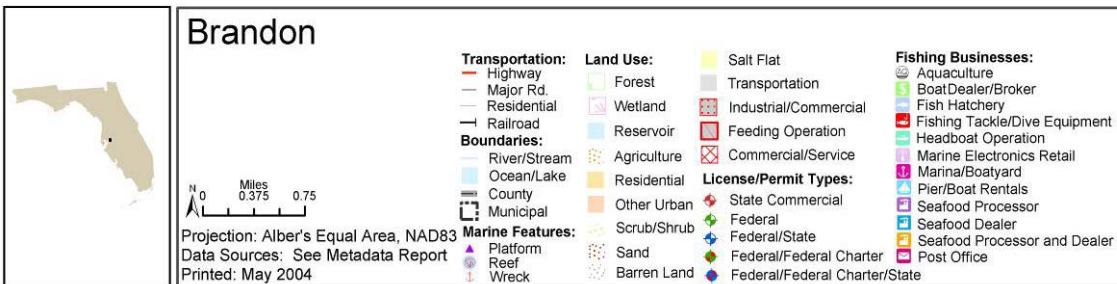 Brandon
N
Miles
0 0.375 0.75
Projection: Alber's Equal Area, NAD83
Data Sources: See Metadata Report
Printed: May 2004
Transportation:
Highway
Major Rd.
Residential
Railroad
Boundaries:
River/Stream
Ocean/Lake
County
Municipal
Marine Features:
Platform
Reef
Wreck
Land Use:
Forest
Wetland
Reservoir
Agriculture
Residential
Other Urban
Scrub/Shrub
Sand
Barren Land
Salt Flat
Transportation
Industrial/Commercial
Feeding Operation
Commercial/Service
License/Permit Types:
State Commercial
Federal
Federal/State
Federal/Federal Charter
Federal/Federal Charter/State
Fishing Businesses:
Aquaculture
BoatDealer/Broker
Fish Hatchery
Fishing Tackle/Dive Equipment
Headboat Operation
Marine Electronics Retail
Marina/Boatyard
Pier/Boat Rentals
Seafood Processor
Seafood Dealer
Seafood Processor and Dealer
Post Office